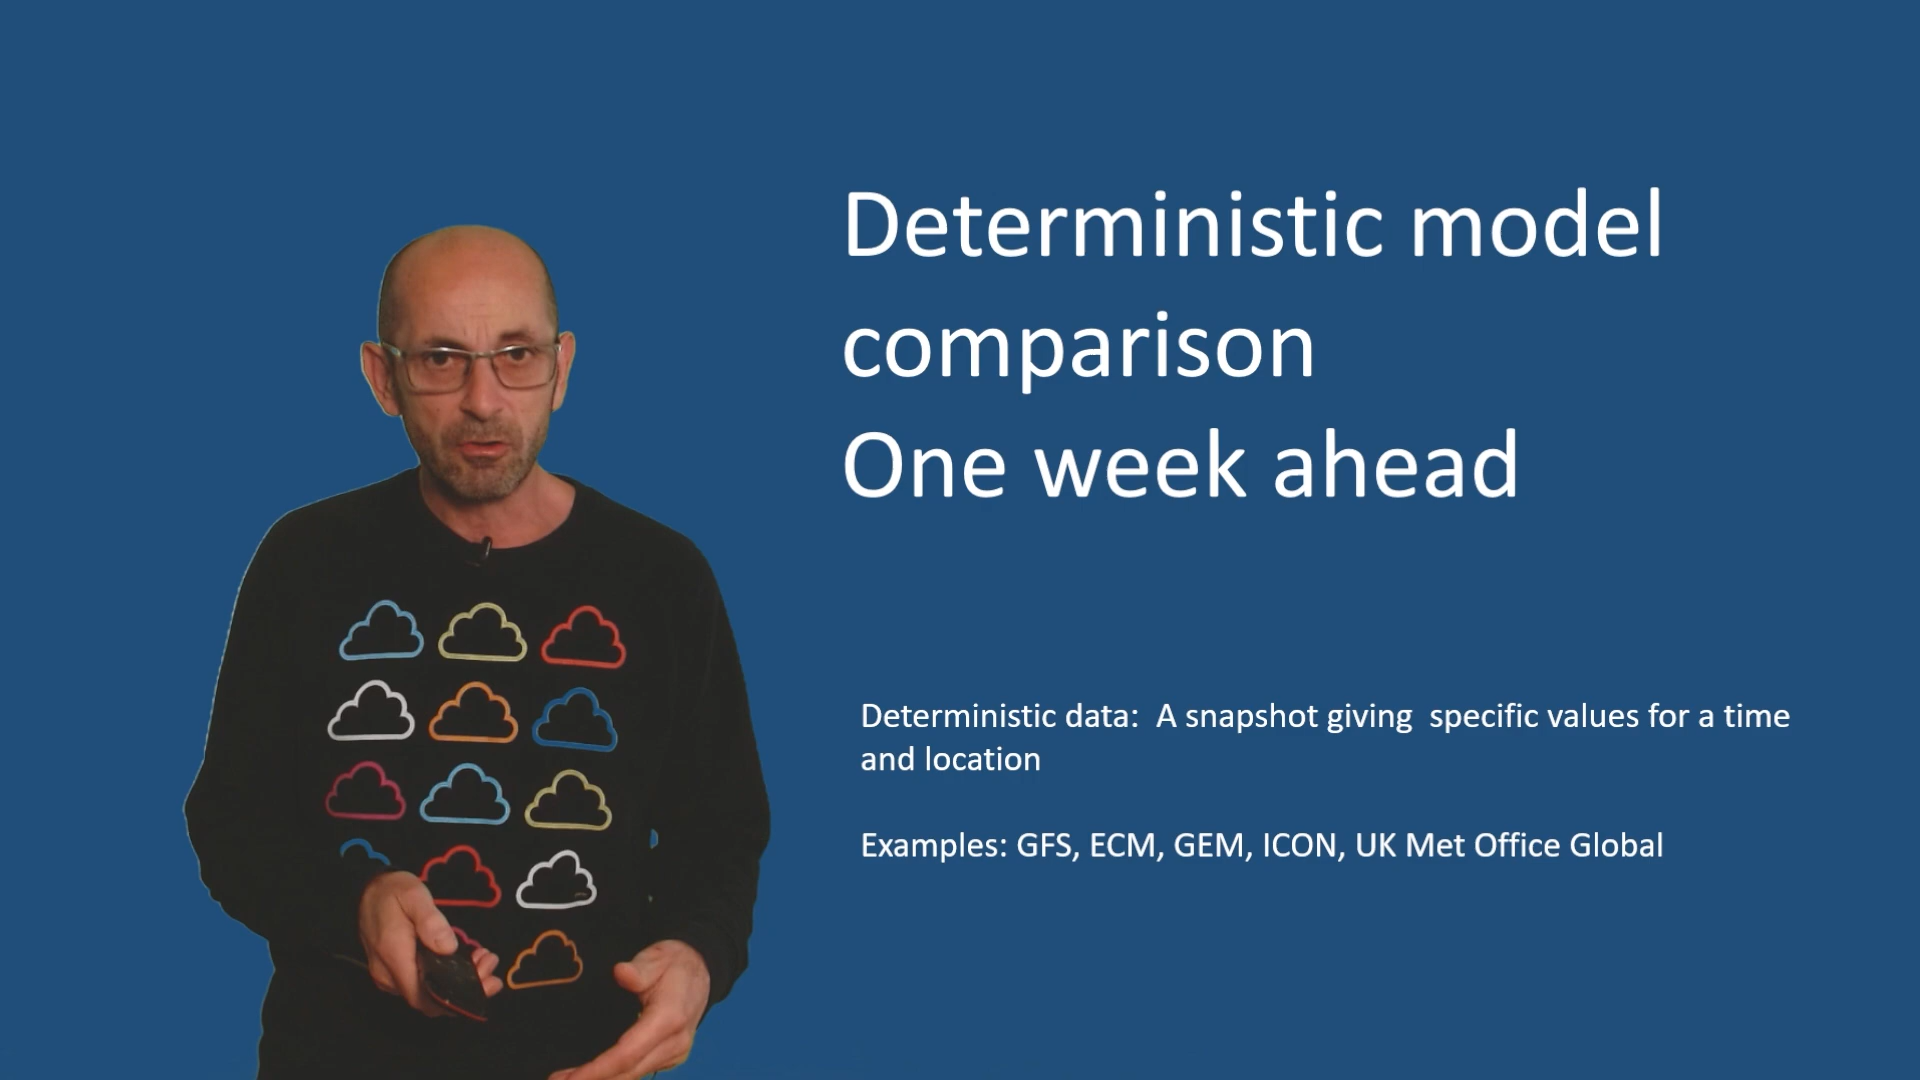 Deterministic model
comparison
One week ahead
Deterministic data:  A snapshot giving  specific values for a time
and location
Examples: GFS, ECM, GEM, ICON, UK Met Office Global